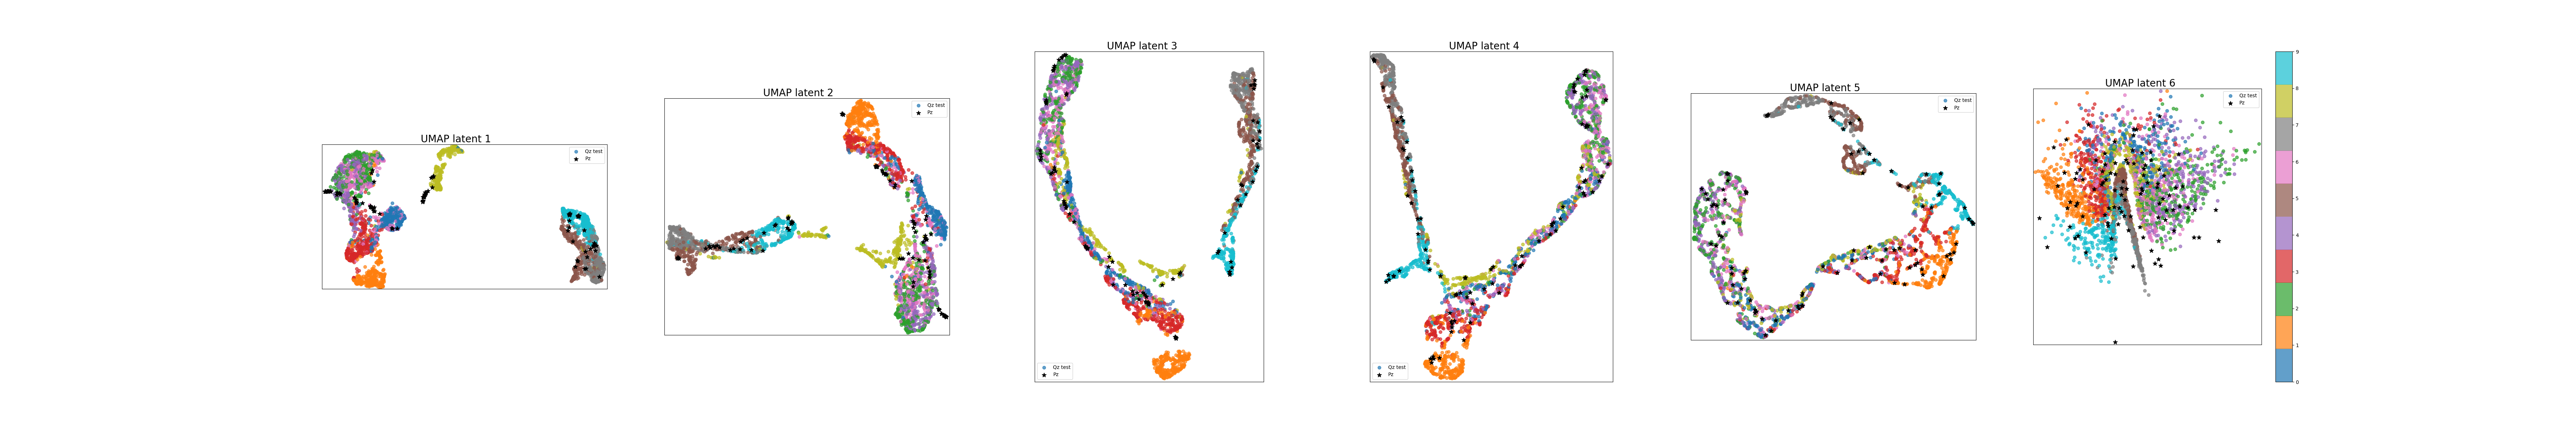 UMAP latent 1
Qz test
Pz
UMAP latent 2
Qz test
Pz
UMAP latent 3
Qz test
Pz
UMAP latent 4
Qz test
Pz
UMAP latent 5
Qz test
Pz
UMAP latent 6
Qz test
Pz
9
8
7
6
5
4
3
2
1
0